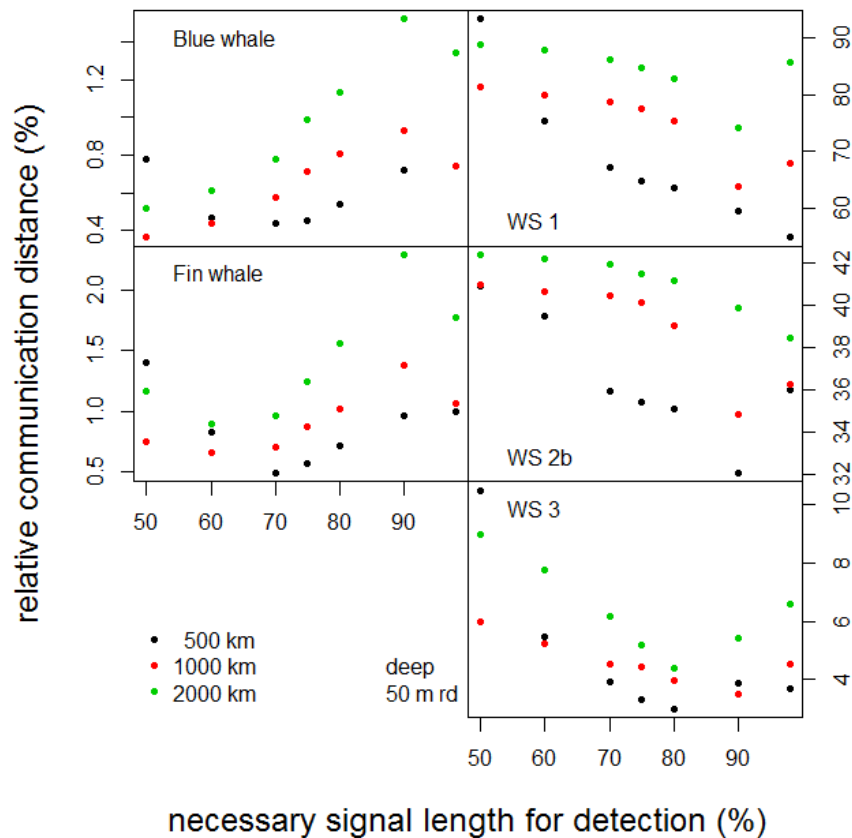 Blue whale
0.4 0.8 1.2
WS 1
60 70 80 90
Fin whale
0.5 1.0 1.5 2.0
WS 2b
32 34 36 38 40 42
50 60 70 80 90
WS 3
4 6 8 10
50 60 70 80 90
500 km
1000 km
2000 km
deep
50 m rd
relative communication distance (%)
necessary signal length for detection (%)